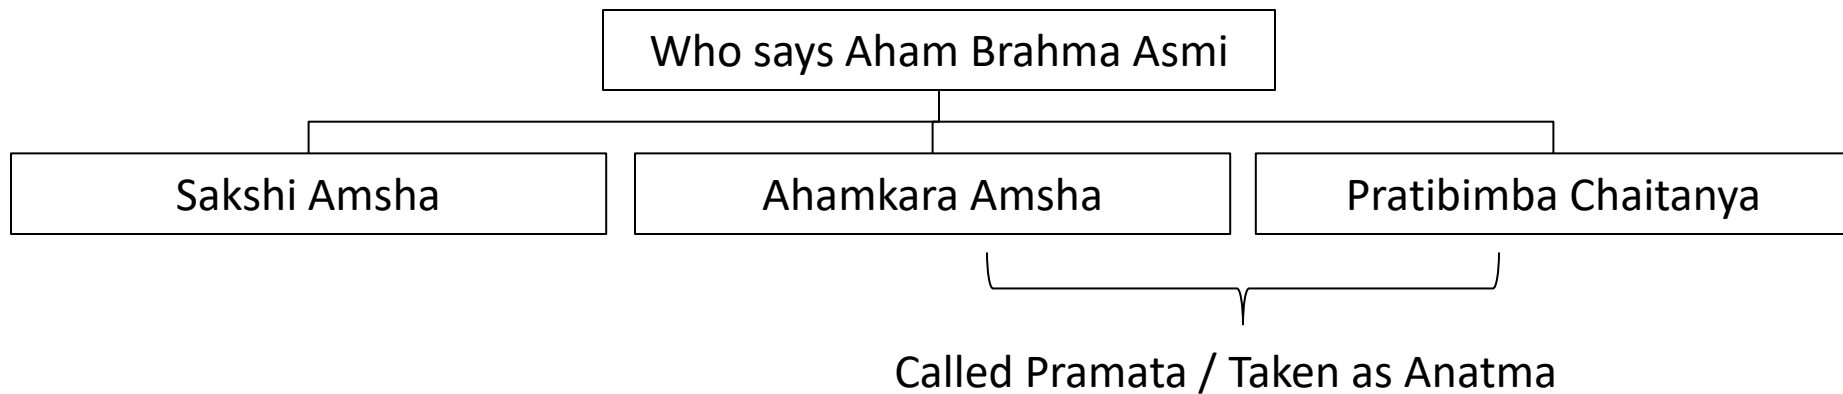 Who says Aham Brahma Asmi
Sakshi Amsha
Ahamkara Amsha
Pratibimba Chaitanya
Called Pramata / Taken as Anatma